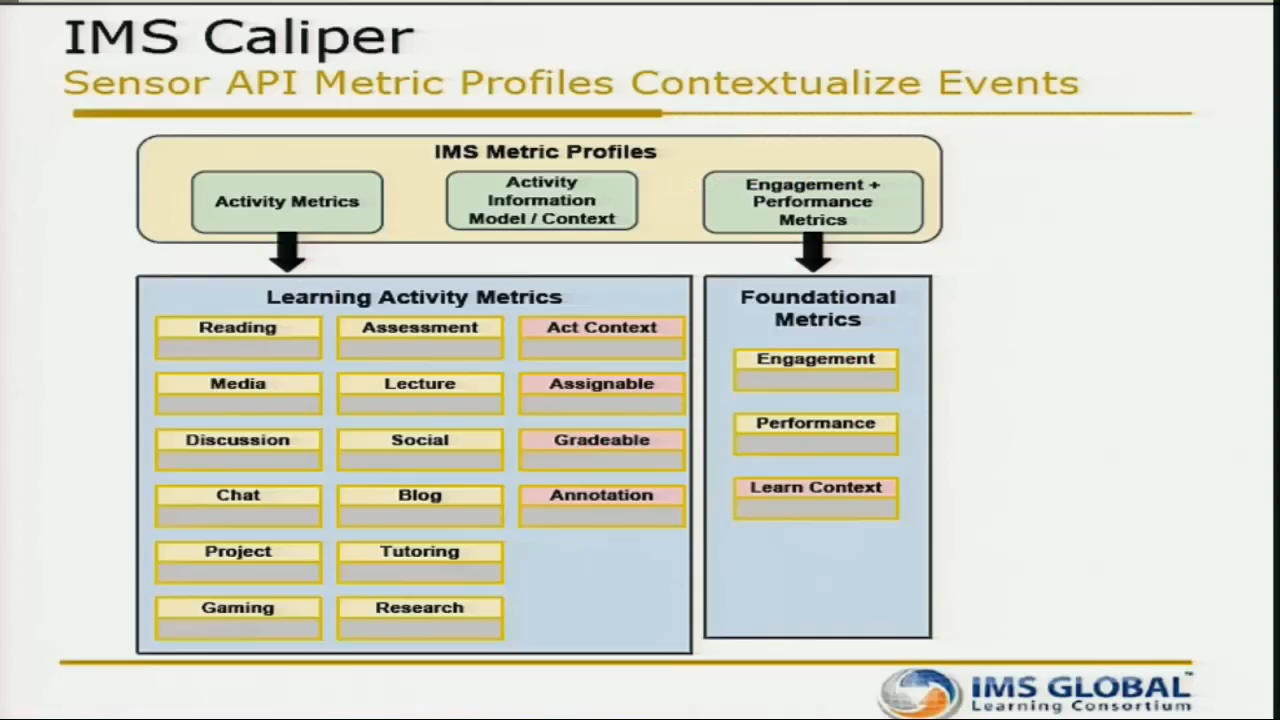 IMS Caliper
Sensor API Metric Profiles Contextualize Events
IMS Metric Profiles
Activity Metrics
Activity
Information
Model / Context
Engagement +
Performance
Metrics
Learning Activity Metrics
Reading
Assessment
Act Context
Media
Lecture
Assignable
Discussion
Social
Gradeable
Chat
Blog
Annotation
Project
Tutoring
Gaming
Research
Foundational
Metrics
Engagement
Performance
Learn Context
IMS GLOBAL™
Learning Consortium